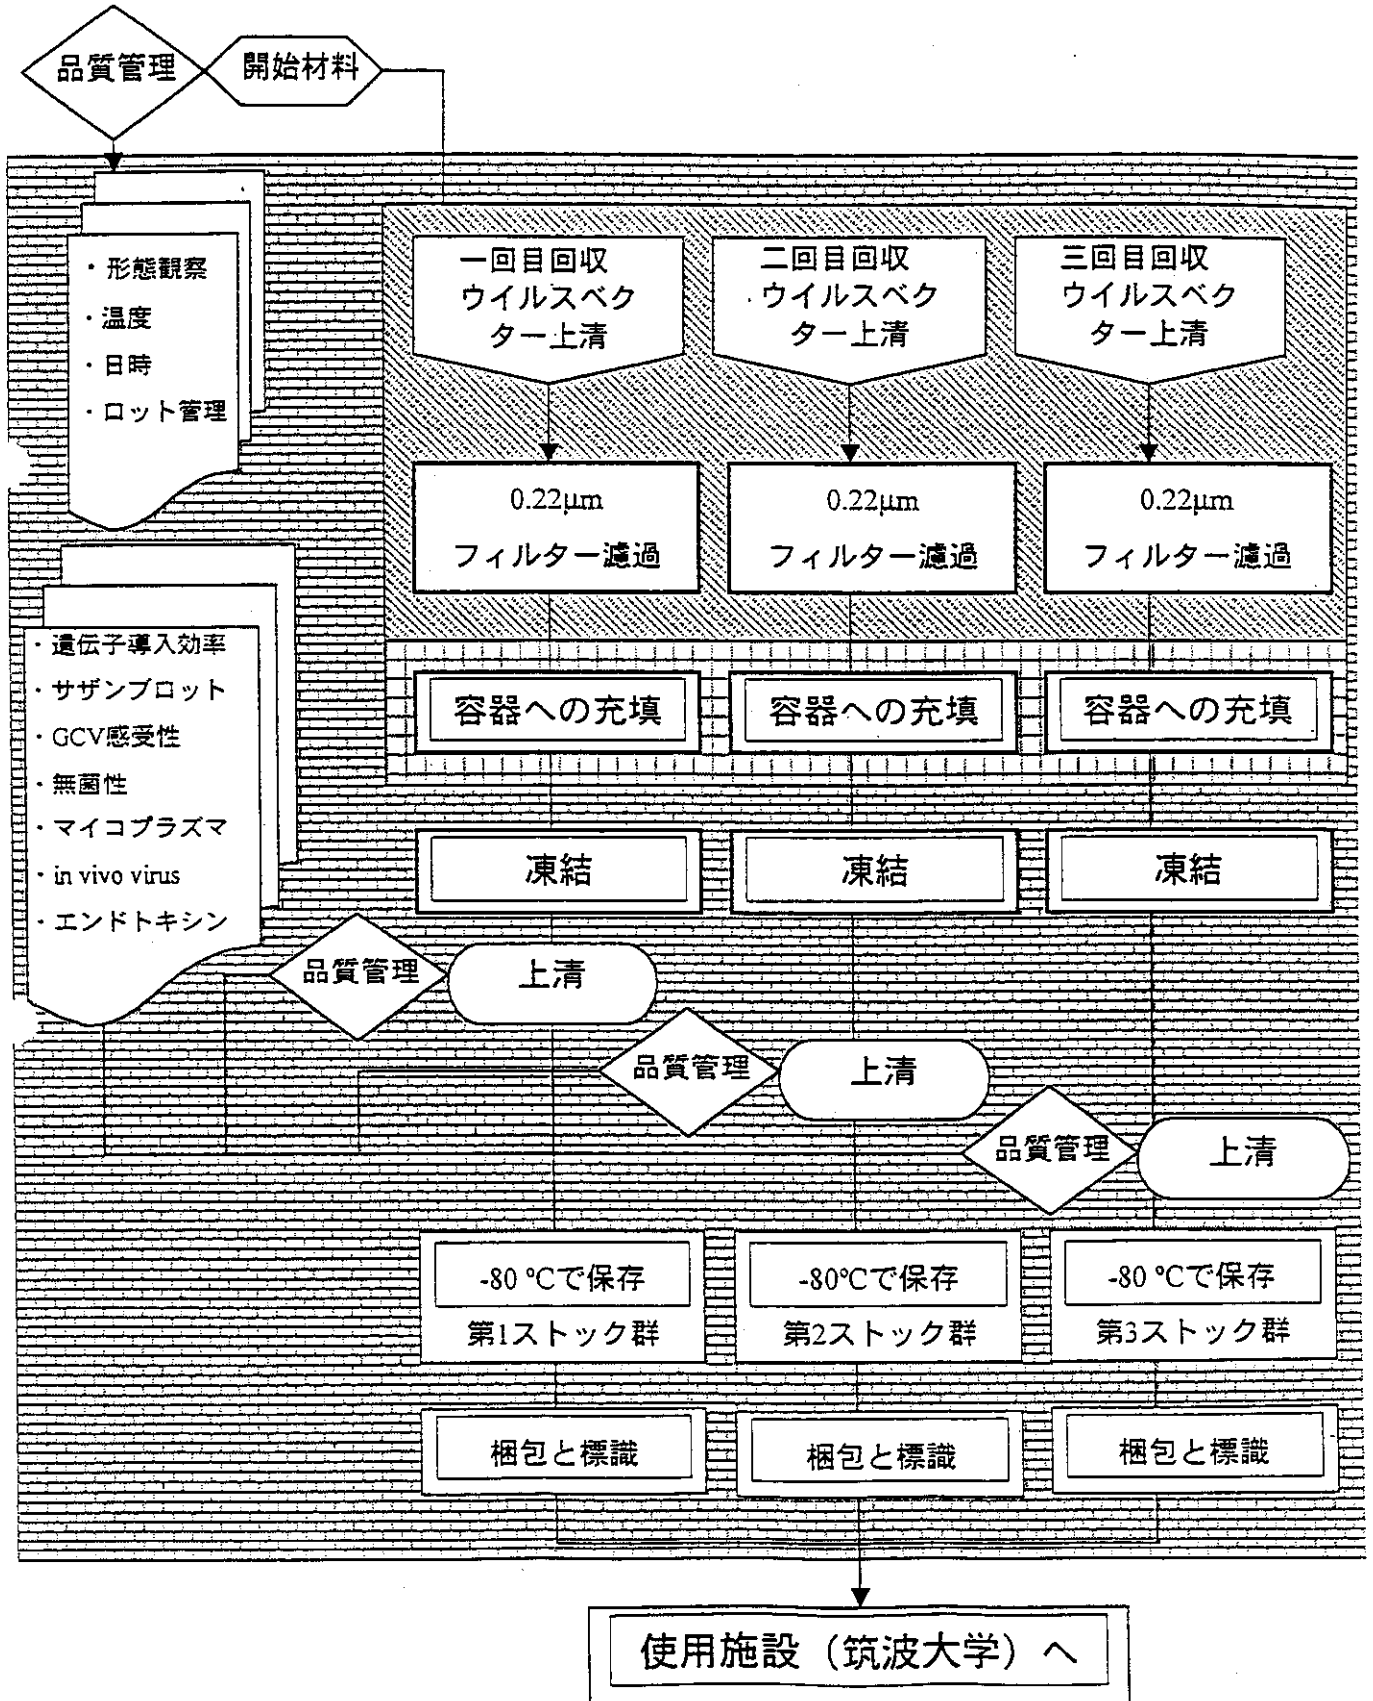 品質管理
開始材料
・形態観察
・温度
・日時
・ロット管理
一回目回収
ウイルスベク
ター上清
二回目回収
ウイルスベク
ター上清
三回目回収
ウイルスベク
ター上清
0.22μm
フィルター濾過
0.22μm
フィルター濾過
0.22μm
フィルター濾過
・遺伝子導入効率
・サザンブロット
・GCV感受性
・無菌性
・マイコプラズマ
・in vivo virus
・エンドトキシン
容器への充填
容器への充填
容器への充填
凍結
凍結
凍結
品質管理
上清
品質管理
上清
品質管理
上清
-80 ℃で保存
第1ストック群
-80℃で保存
第2ストック群
-80 ℃で保存
第3ストック群
梱包と標識
梱包と標識
梱包と標識
使用施設（筑波大学）へ